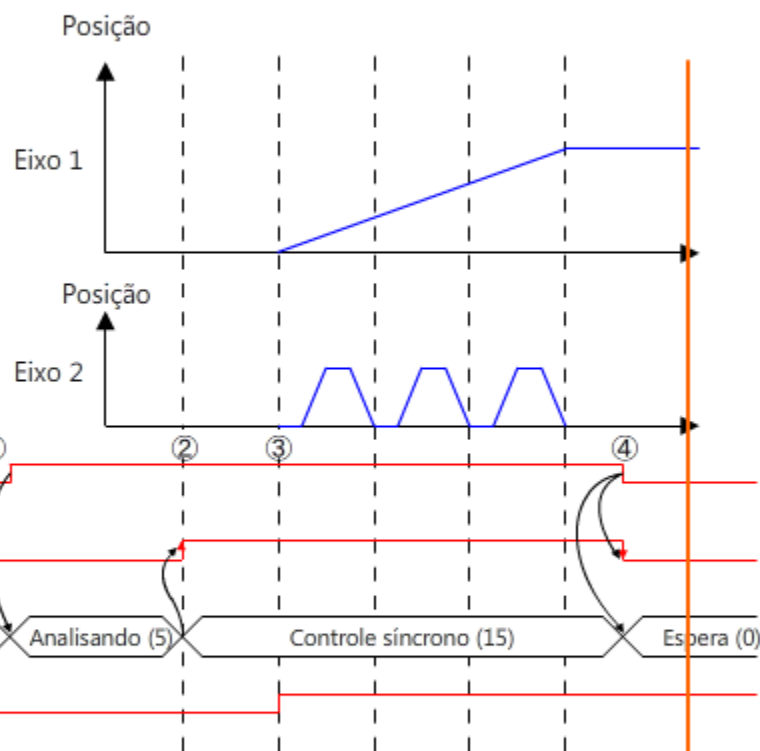 Posição
Eixo 1
Posição
Eixo 2
② ③ ④
Analisando (5) Controle síncrono (15) Espera (0)